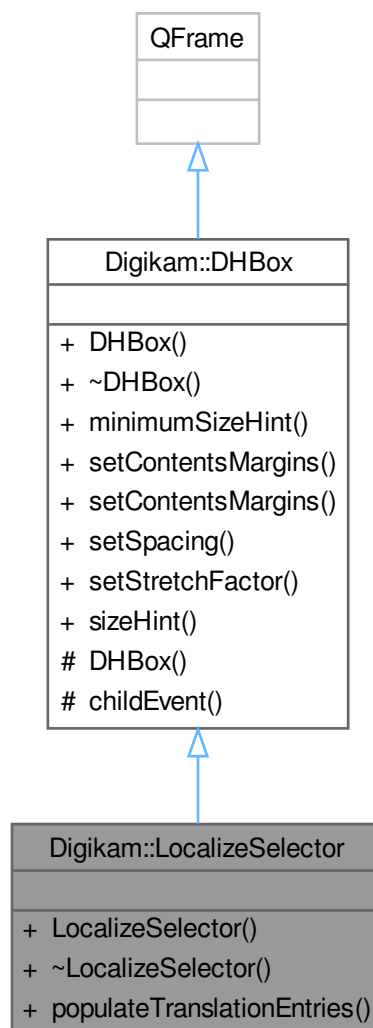 QFrame
Digikam::DHBox
+ DHBox()
+ ~DHBox()
+ minimumSizeHint()
+ setContentsMargins()
+ setContentsMargins()
+ setSpacing()
+ setStretchFactor()
+ sizeHint()
# DHBox()
# childEvent()
Digikam::LocalizeSelector
+ LocalizeSelector()
+ ~LocalizeSelector()
+ populateTranslationEntries()